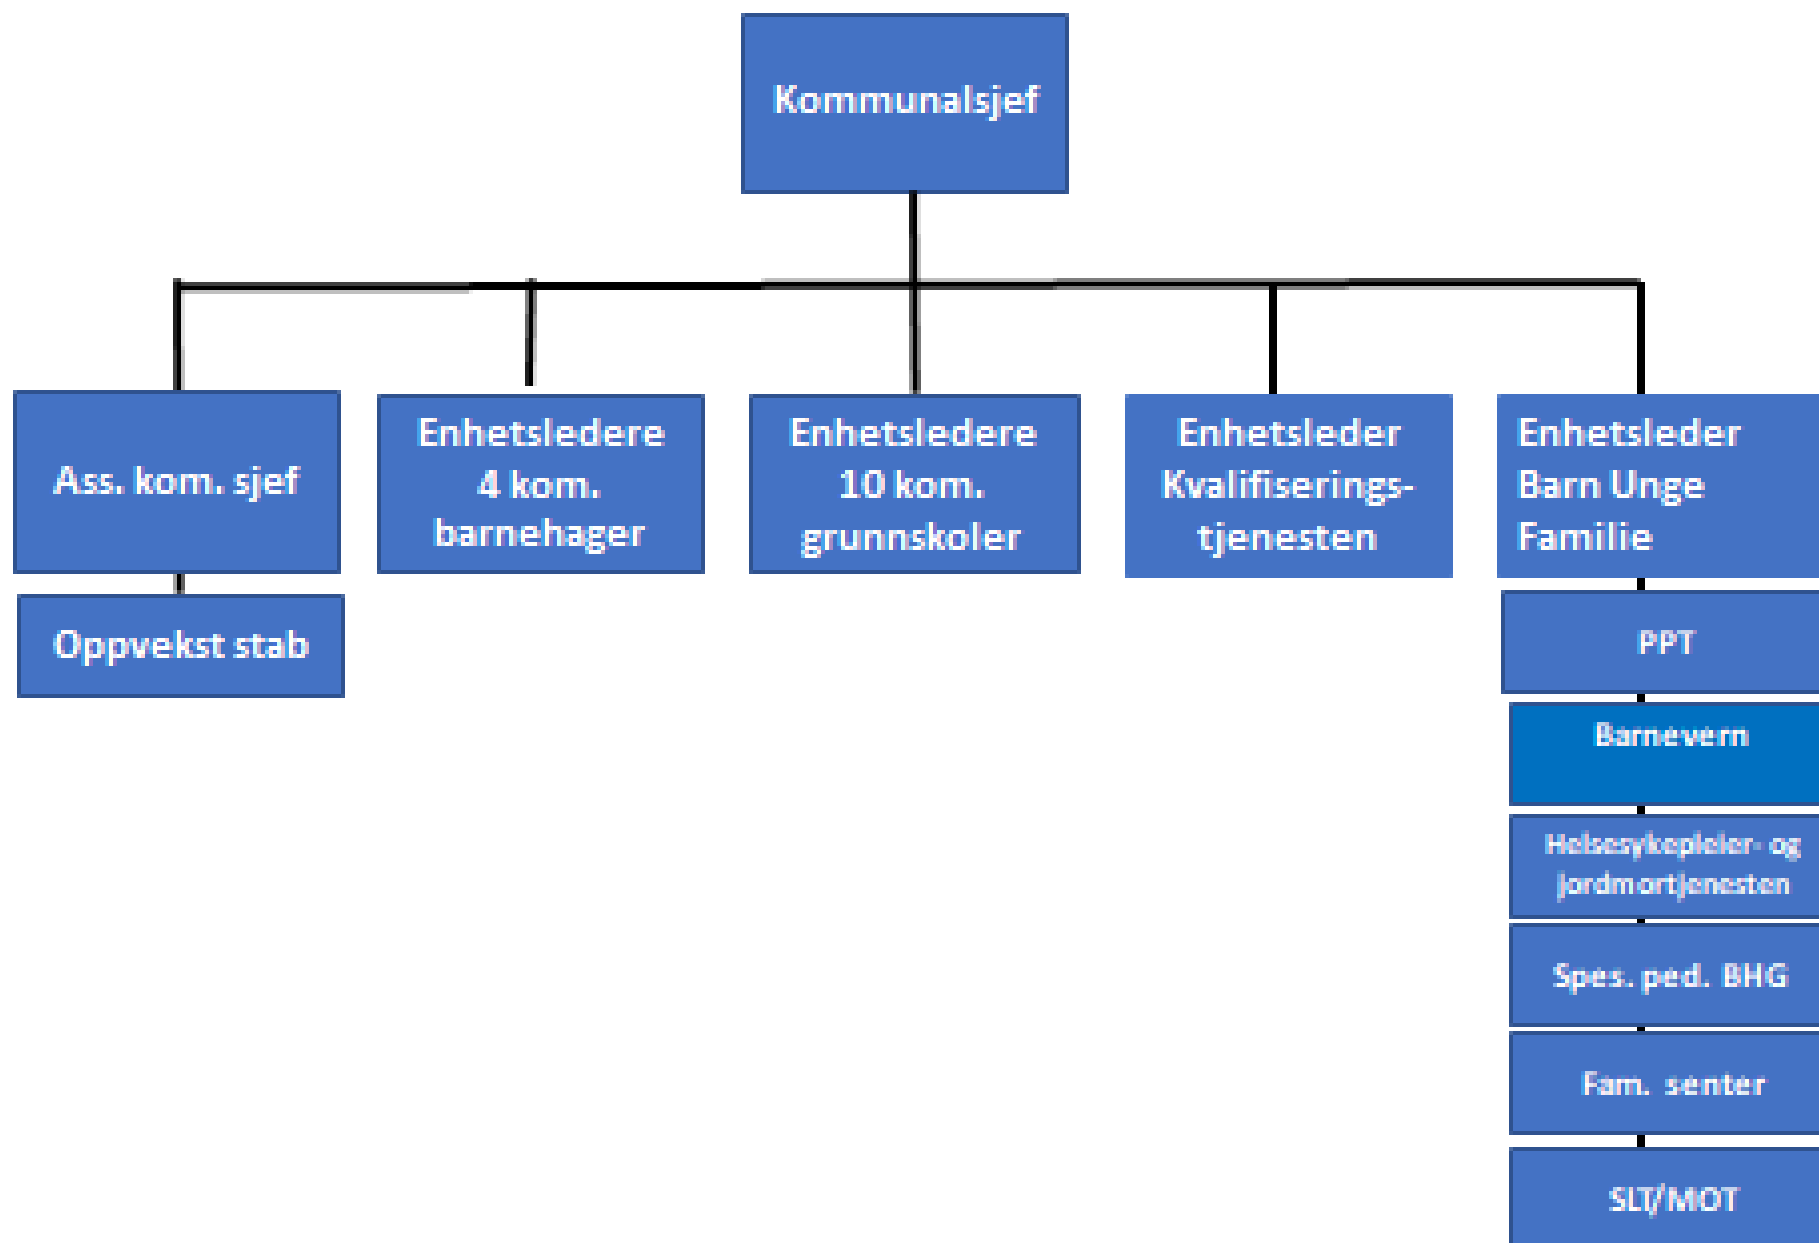 Kommunalsjef
Ass. kom. sjef
Enhetsledere
4 kom.
barnehager
Enhetsledere
10 kom.
grunnskoler
Enhetsleder
Kvalifiserings-
tjenesten
Enhetsleder
Barn Unge
Familie
Oppvekst stab
PPT
Barnevern
Helsesykepleier- og
jordmortjenesten
Spes. ped. BHG
Fam. senter
SLT/MOT